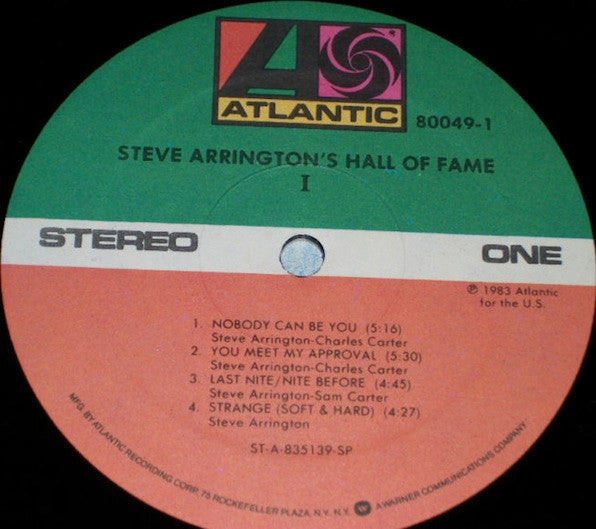 ATLANTIC
80049-1
STEVE ARRINGTON'S HALL OF FAME
I
STEREO
ONE
℗ 1983 Atlantic
for the U.S.
1. NOBODY CAN BE YOU (5:16)
Steve Arrington-Charles Carter
2. YOU MEET MY APPROVAL (5:30)
Steve Arrington-Charles Carter
3. LAST NITE/NITE BEFORE (4:45)
Steve Arrington-Sam Carter
4. STRANGE (SOFT & HARD) (4:27)
Steve Arrington
ST-A-835139-SP
MFG. BY ATLANTIC RECORDING CORP., 75 ROCKEFELLER PLAZA, N.Y., N.Y. A WARNER COMMUNICATIONS COMPANY